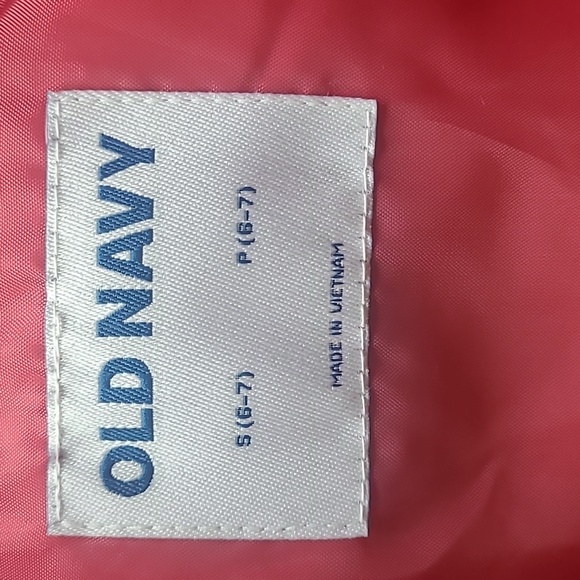 OLD NAVY
S (6-7) P (6-7)
MADE IN VIETNAM